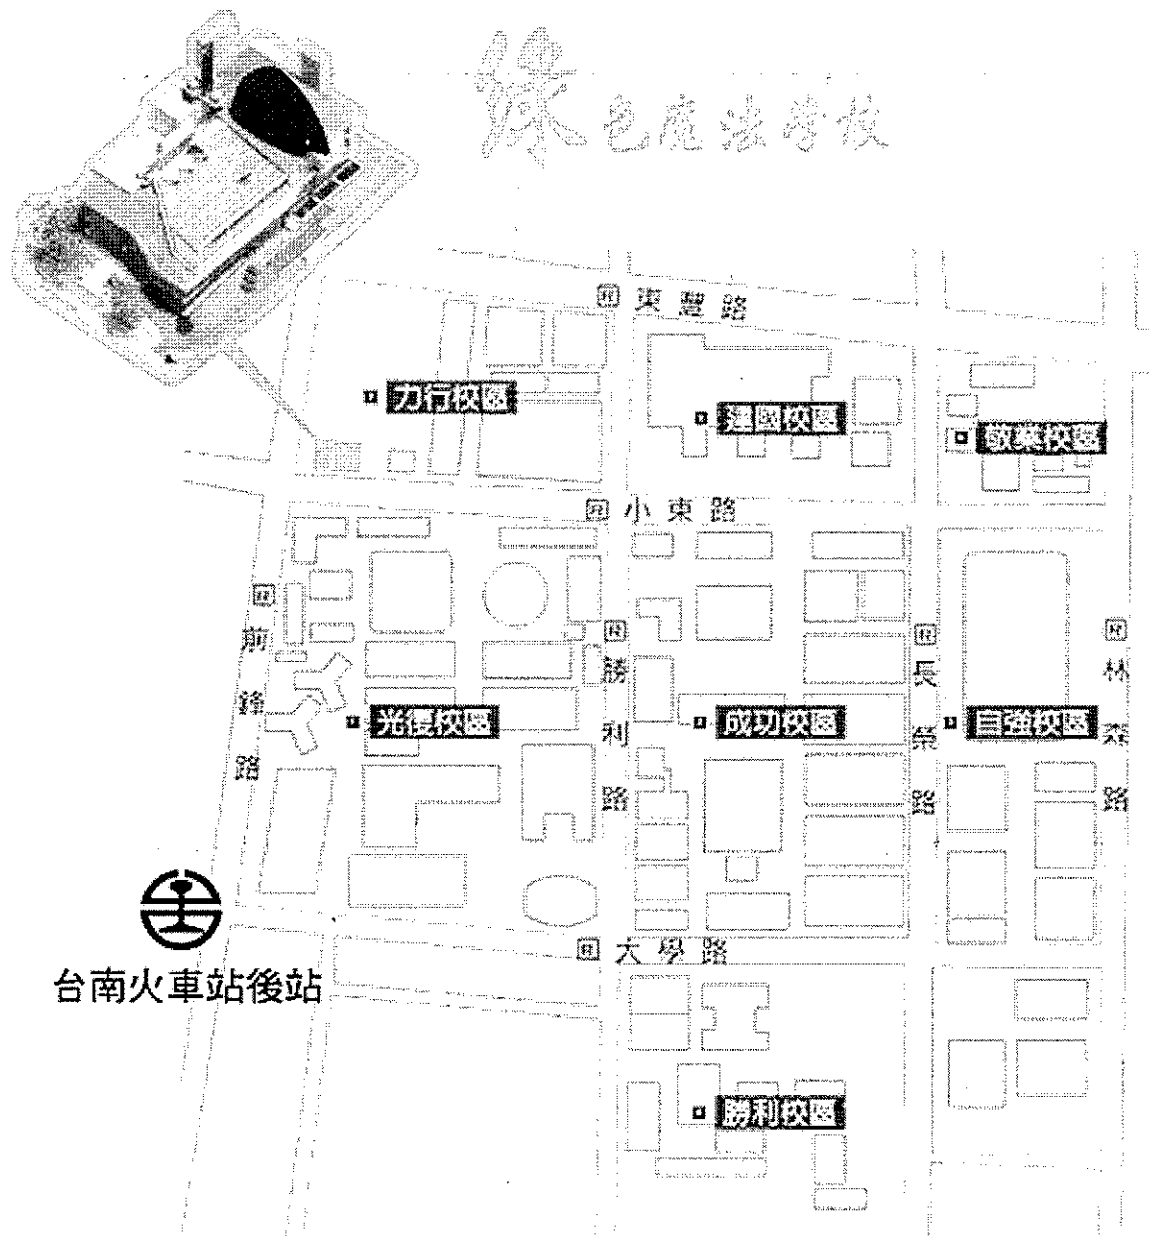 綠色魔法學校
東豐路
力行校區
建國校區
敬業校區
小東路
前鋒路
勝利路
長榮路
林森路
光復校區
成功校區
自強校區
大學路
台南火車站後站
勝利校區